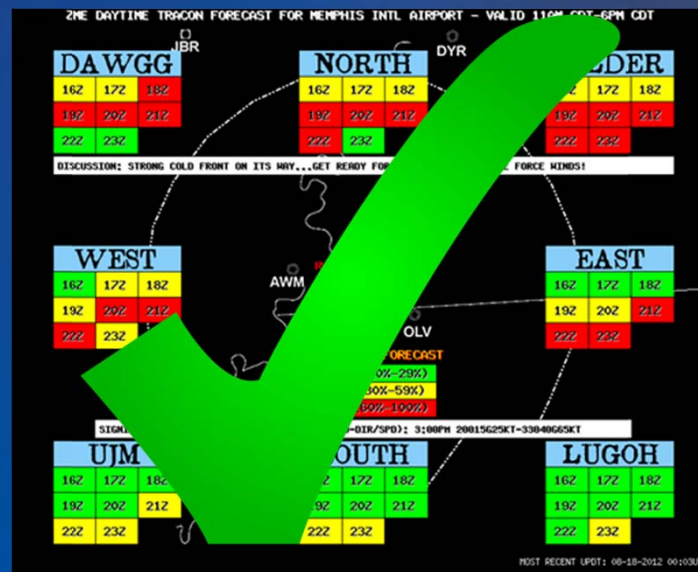 ZME DAYTIME TRACON FORECAST FOR MEMPHIS INTL AIRPORT - VALID 11AM CDT-6PM CDT
JBR DYR
DAWGG NORTH LDER
16Z 17Z 18Z 16Z 17Z 18Z
19Z 20Z 21Z 19Z 20Z 21Z 19Z 20Z 21Z
22Z 23Z 22Z 23Z 22Z 23Z
DISCUSSION: STRONG COLD FRONT ON ITS WAY...GET READY FOR FORCE WINDS!
WEST EAST
16Z 17Z 18Z 16Z 17Z 18Z
19Z 20Z 21Z 19Z 20Z 21Z
22Z 23Z 22Z 23Z
AWM
OLV
FORECAST
0%-29%)
30%-59%)
60%-100%)
-DIR/SPD): 3:00PM 20015G25KT-33040G65KT
UJM OUTH LUGOH
16Z 17Z 18Z 16Z 17Z 18Z 16Z 17Z 18Z
19Z 20Z 21Z 19Z 20Z 21Z 19Z 20Z 21Z
22Z 23Z 22Z 23Z 22Z 23Z
MOST RECENT UPDT: 08-18-2012 00:03